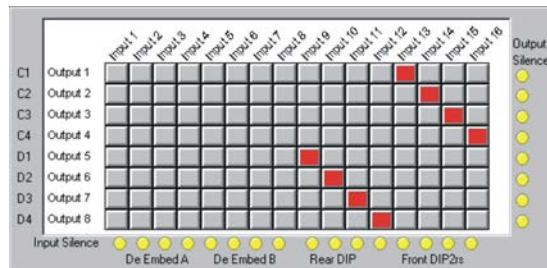 Input 1 Input 2 Input 3 Input 4 Input 5 Input 6 Input 7 Input 8 Input 9 Input 10 Input 11 Input 12 Input 13 Input 14 Input 15 Input 16
Output
Silence
C1 Output 1
C2 Output 2
C3 Output 3
C4 Output 4
D1 Output 5
D2 Output 6
D3 Output 7
D4 Output 8
Input Silence
De Embed A De Embed B Rear DIP Front DIP2rs